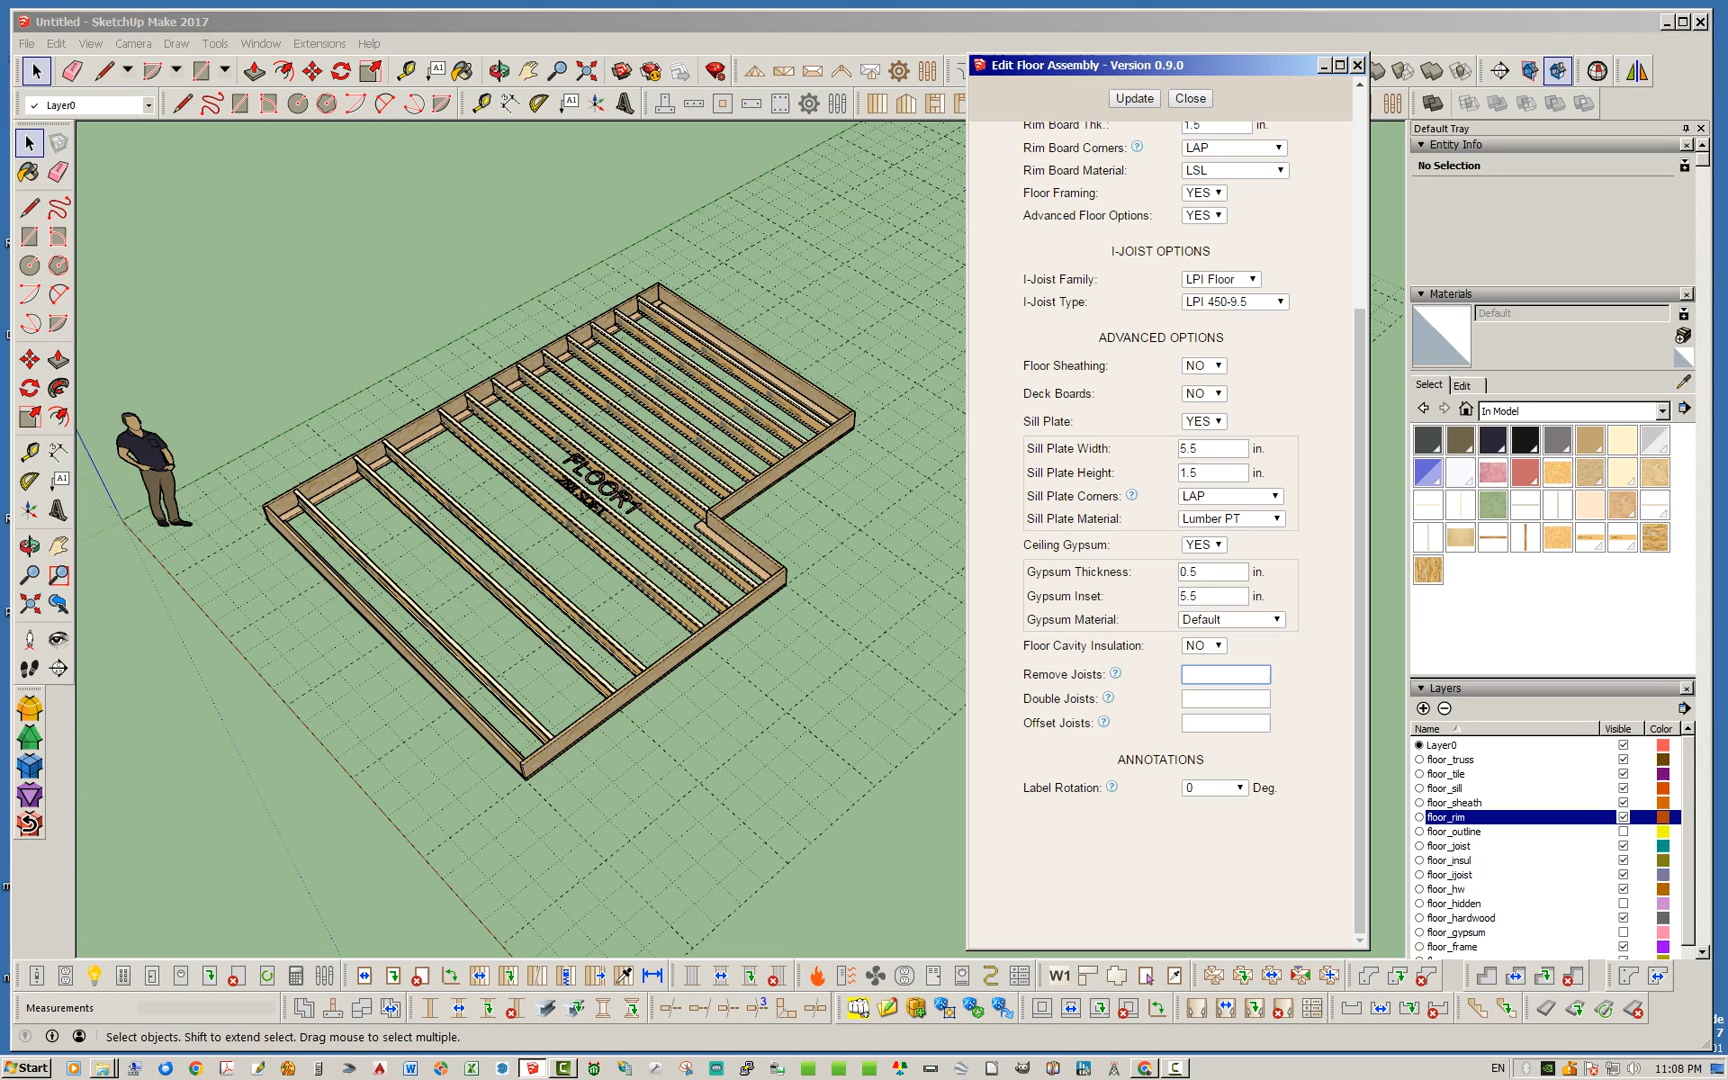 Untitled - SketchUp Make 2017
File Edit View Camera Draw Tools Window Extensions Help
Layer0
Edit Floor Assembly - Version 0.9.0
Update Close
Rim Board Thk.: 1.5 in.
Rim Board Corners: LAP
Rim Board Material: LSL
Floor Framing: YES
Advanced Floor Options: YES
I-JOIST OPTIONS
I-Joist Family: LPI Floor
I-Joist Type: LPI 450-9.5
ADVANCED OPTIONS
Floor Sheathing: NO
Deck Boards: NO
Sill Plate: YES
Sill Plate Width: 5.5 in.
Sill Plate Height: 1.5 in.
Sill Plate Corners: LAP
Sill Plate Material: Lumber PT
Ceiling Gypsum: YES
Gypsum Thickness: 0.5 in.
Gypsum Inset: 5.5 in.
Gypsum Material: Default
Floor Cavity Insulation: NO
Remove Joists:
Double Joists:
Offset Joists:
ANNOTATIONS
Label Rotation: 0 Deg.
FLOOR1
Default Tray
Entity Info
No Selection
Materials
Default
Select Edit
In Model
Layers
Name Visible Color
Layer0
floor_truss
floor_tile
floor_sill
floor_sheath
floor_rim
floor_outline
floor_joist
floor_insul
floor_ijoist
floor_hw
floor_hidden
floor_hardwood
floor_gypsum
floor_frame
W1
Measurements
Select objects. Shift to extend select. Drag mouse to select multiple.
Start
EN
11:08 PM